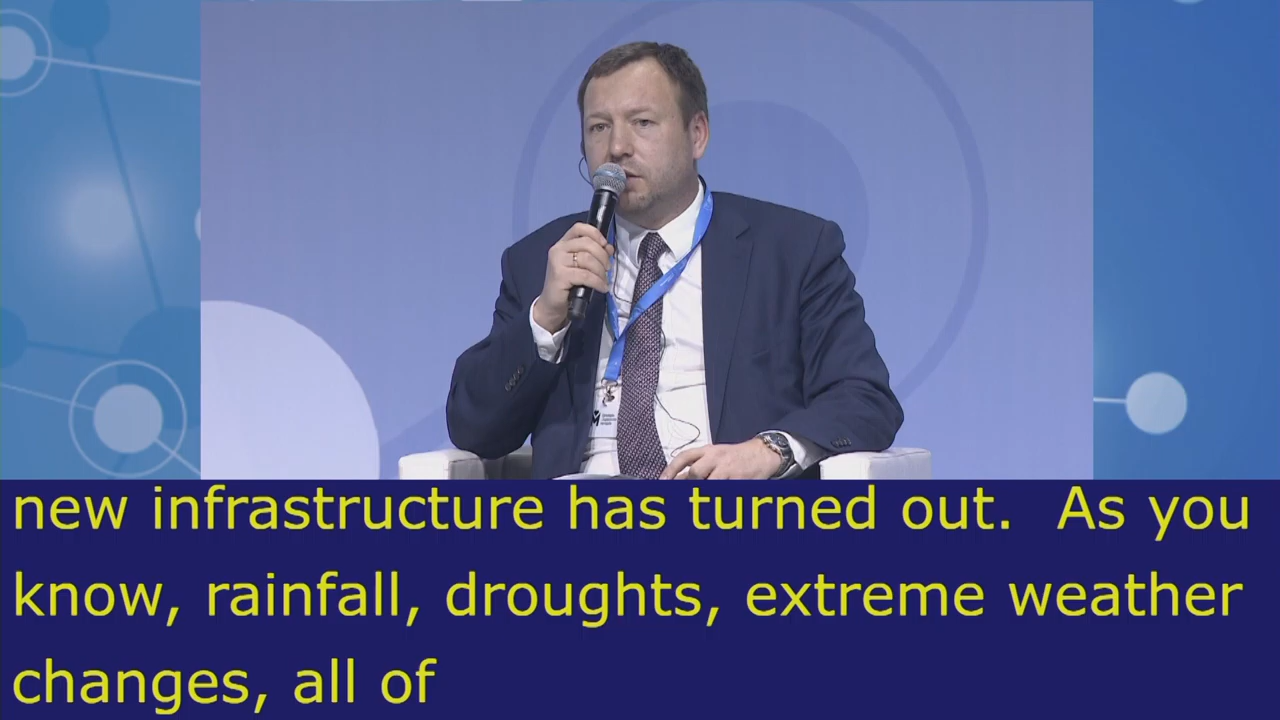 new infrastructure has turned out.  As you
know, rainfall, droughts, extreme weather
changes, all of